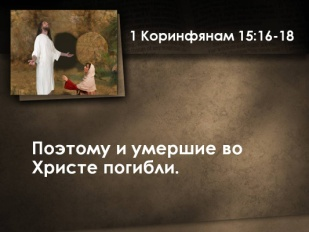 1 Коринфянам 15:16-18
Поэтому и умершие во
Христе погибли.